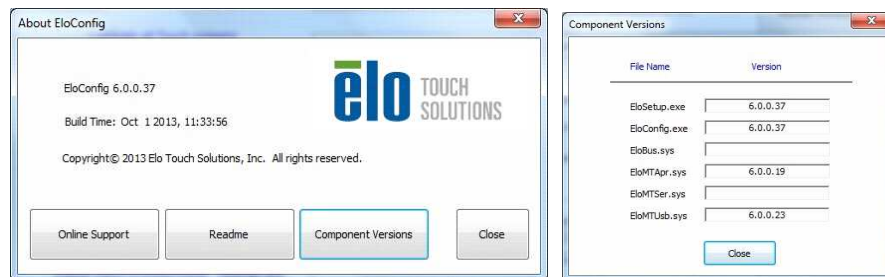 About EloConfig
EloConfig 6.0.0.37
Build Time: Oct 1 2013, 11:33:56
Copyright© 2013 Elo Touch Solutions, Inc. All rights reserved.
elo TOUCH
SOLUTIONS
Online Support Readme Component Versions Close
Component Versions
File Name Version
EloSetup.exe 6.0.0.37
EloConfig.exe 6.0.0.37
EloBus.sys
EloMTApr.sys 6.0.0.19
EloMTSer.sys
EloMTUsb.sys 6.0.0.23
Close